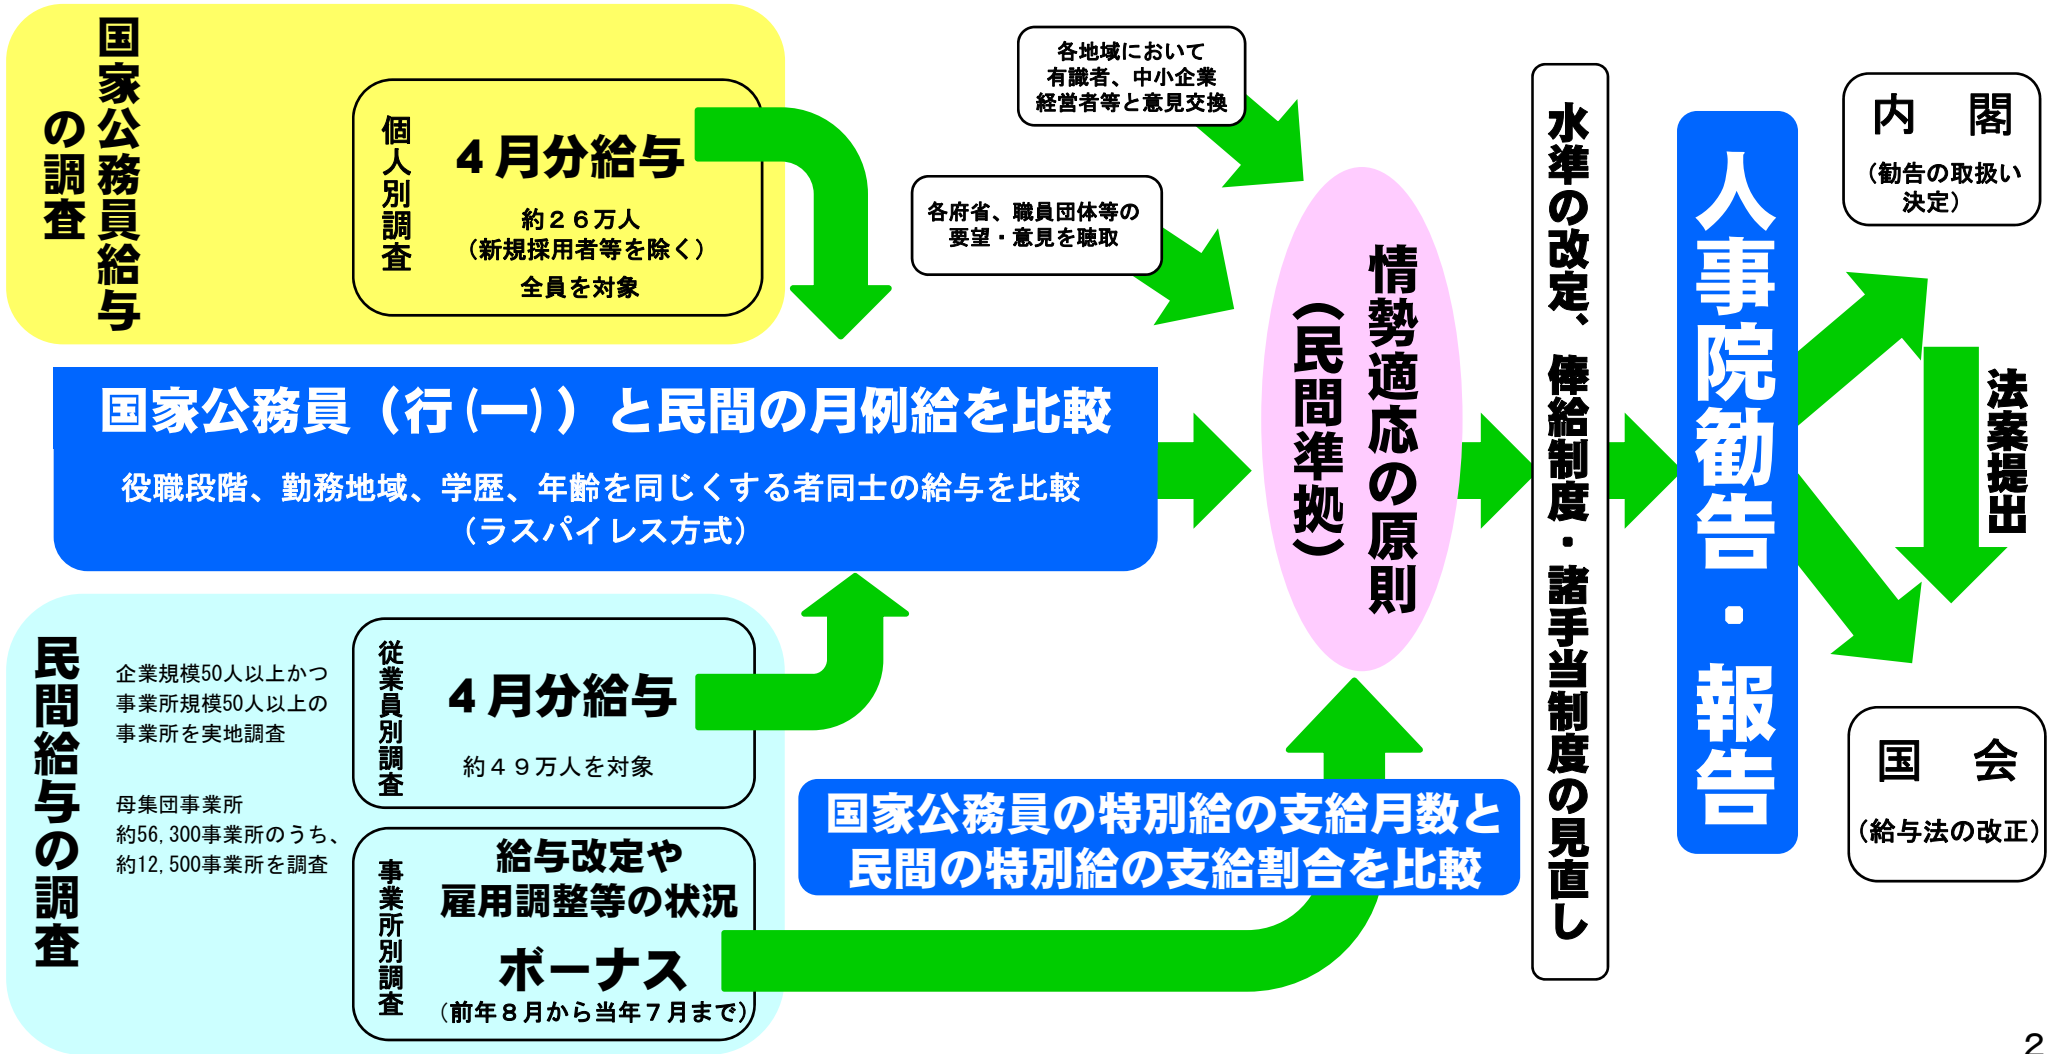 国家公務員給与
の調査
個人別調査
４月分給与
約２６万人
（新規採用者等を除く）
全員を対象
国家公務員（行(一)）と民間の月例給を比較
役職段階、勤務地域、学歴、年齢を同じくする者同士の給与を比較
（ラスパイレス方式）
民間給与の調査
企業規模50人以上かつ
事業所規模50人以上の
事業所を実地調査
母集団事業所
約56,300事業所のうち、
約12,500事業所を調査
従業員別調査
４月分給与
約４９万人を対象
事業所別調査
給与改定や
雇用調整等の状況
ボーナス
（前年８月から当年７月まで）
国家公務員の特別給の支給月数と
民間の特別給の支給割合を比較
各地域において
有識者、中小企業
経営者等と意見交換
各府省、職員団体等の
要望・意見を聴取
情勢適応の原則
（民間準拠）
水準の改定、俸給制度・諸手当制度の見直し
人事院勧告・報告
内　閣
（勧告の取扱い
決定）
法案提出
国　会
（給与法の改正）
2